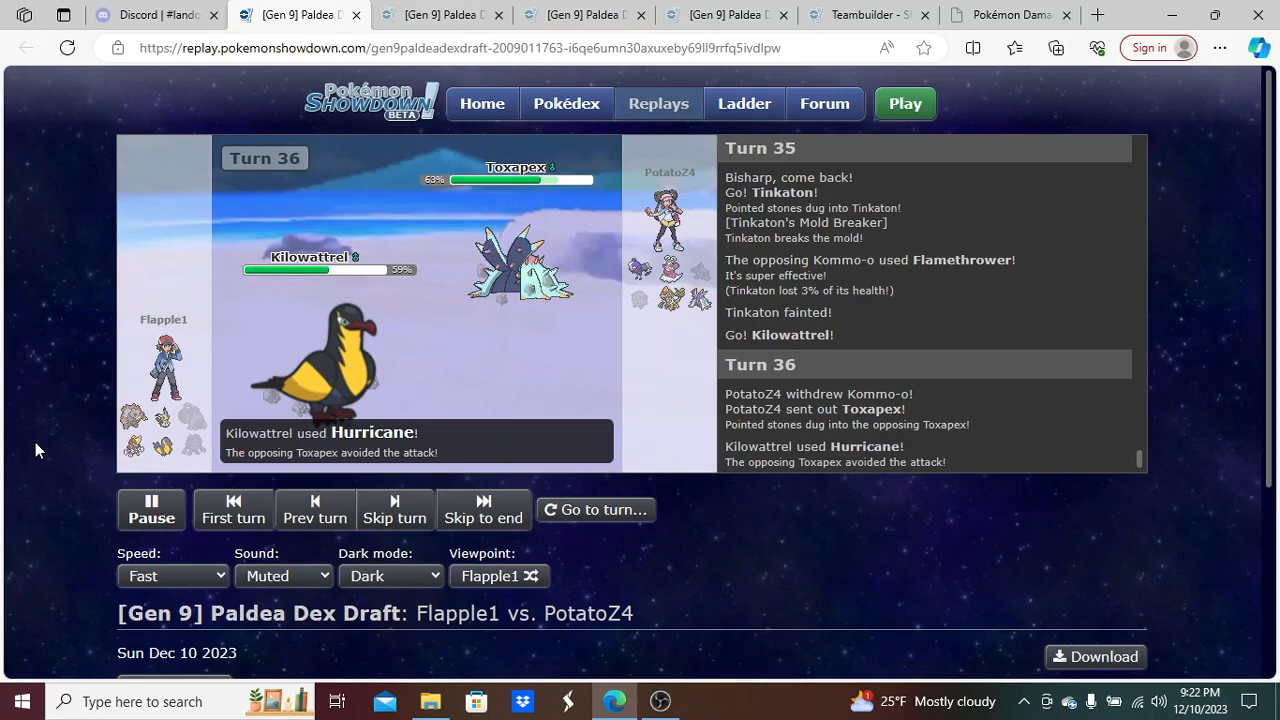 Discord | #lando
[Gen 9] Paldea D
[Gen 9] Paldea D
[Gen 9] Paldea D
[Gen 9] Paldea D
Teambuilder - Sh
Pokémon Dama
https://replay.pokemonshowdown.com/gen9paldeadexdraft-2009011763-i6qe6umn30axuxeby69ll9rrfq5ivdlpw
Sign in
Pokémon
SHOWDOWN!
BETA
Home
Pokédex
Replays
Ladder
Forum
Play
Turn 36
Toxapex
63%
Kilowattrel
59%
Flapple1
PotatoZ4
Kilowattrel used Hurricane!
The opposing Toxapex avoided the attack!
Turn 35
Bisharp, come back!
Go! Tinkaton!
Pointed stones dug into Tinkaton!
[Tinkaton's Mold Breaker]
Tinkaton breaks the mold!
The opposing Kommo-o used Flamethrower!
It's super effective!
(Tinkaton lost 3% of its health!)
Tinkaton fainted!
Go! Kilowattrel!
Turn 36
PotatoZ4 withdrew Kommo-o!
PotatoZ4 sent out Toxapex!
Pointed stones dug into the opposing Toxapex!
Kilowattrel used Hurricane!
The opposing Toxapex avoided the attack!
Pause
First turn
Prev turn
Skip turn
Skip to end
Go to turn...
Speed:
Sound:
Dark mode:
Viewpoint:
Fast
Muted
Dark
Flapple1
[Gen 9] Paldea Dex Draft: Flapple1 vs. PotatoZ4
Sun Dec 10 2023
Download
Type here to search
25°F Mostly cloudy
9:22 PM
12/10/2023